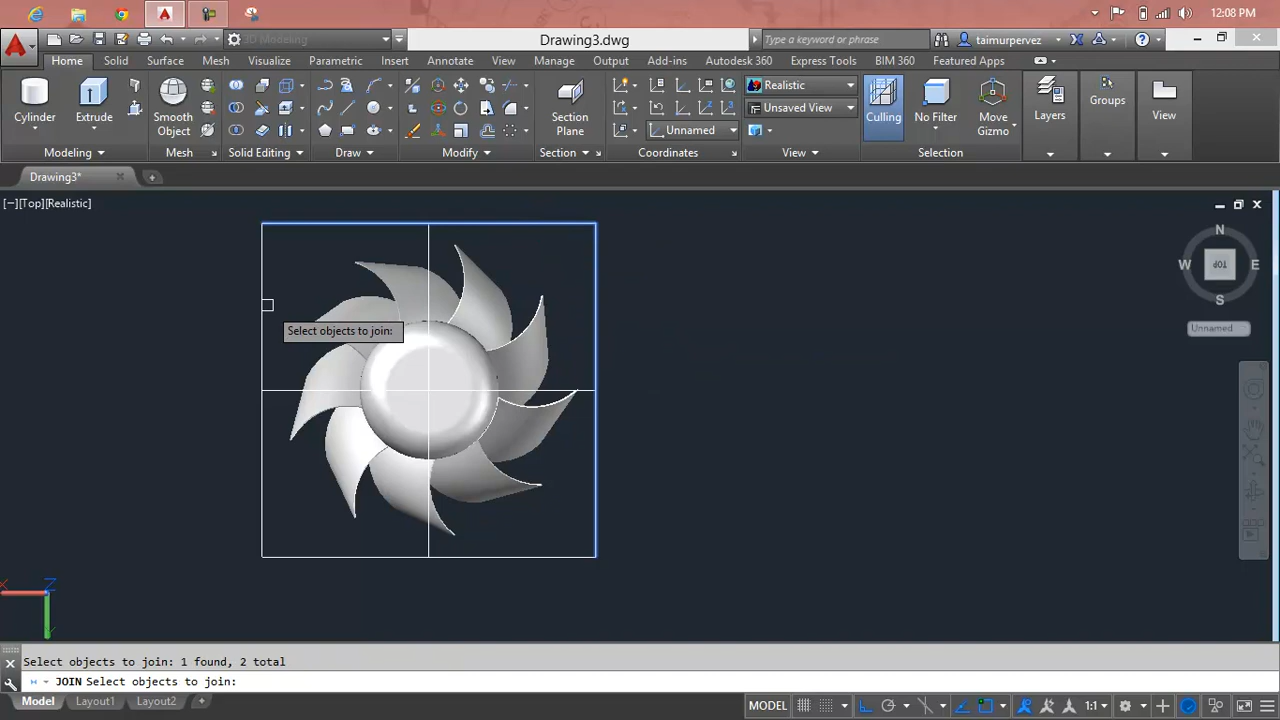 12:08 PM
3D Modeling
Drawing3.dwg
Type a keyword or phrase
taimurpervez
Home Solid Surface Mesh Visualize Parametric Insert Annotate View Manage Output Add-ins Autodesk 360 Express Tools BIM 360 Featured Apps
Cylinder
Extrude
Smooth
Object
Section
Plane
Realistic
Unsaved View
Unnamed
Culling
No Filter
Move
Gizmo
Layers
Groups
View
Modeling
Mesh
Solid Editing
Draw
Modify
Section
Coordinates
View
Selection
Drawing3*
[−][Top][Realistic]
N
W
TOP
E
S
Unnamed
Select objects to join:
X
Z
Y
Select objects to join: 1 found, 2 total
JOIN Select objects to join:
Model Layout1 Layout2
MODEL
1:1